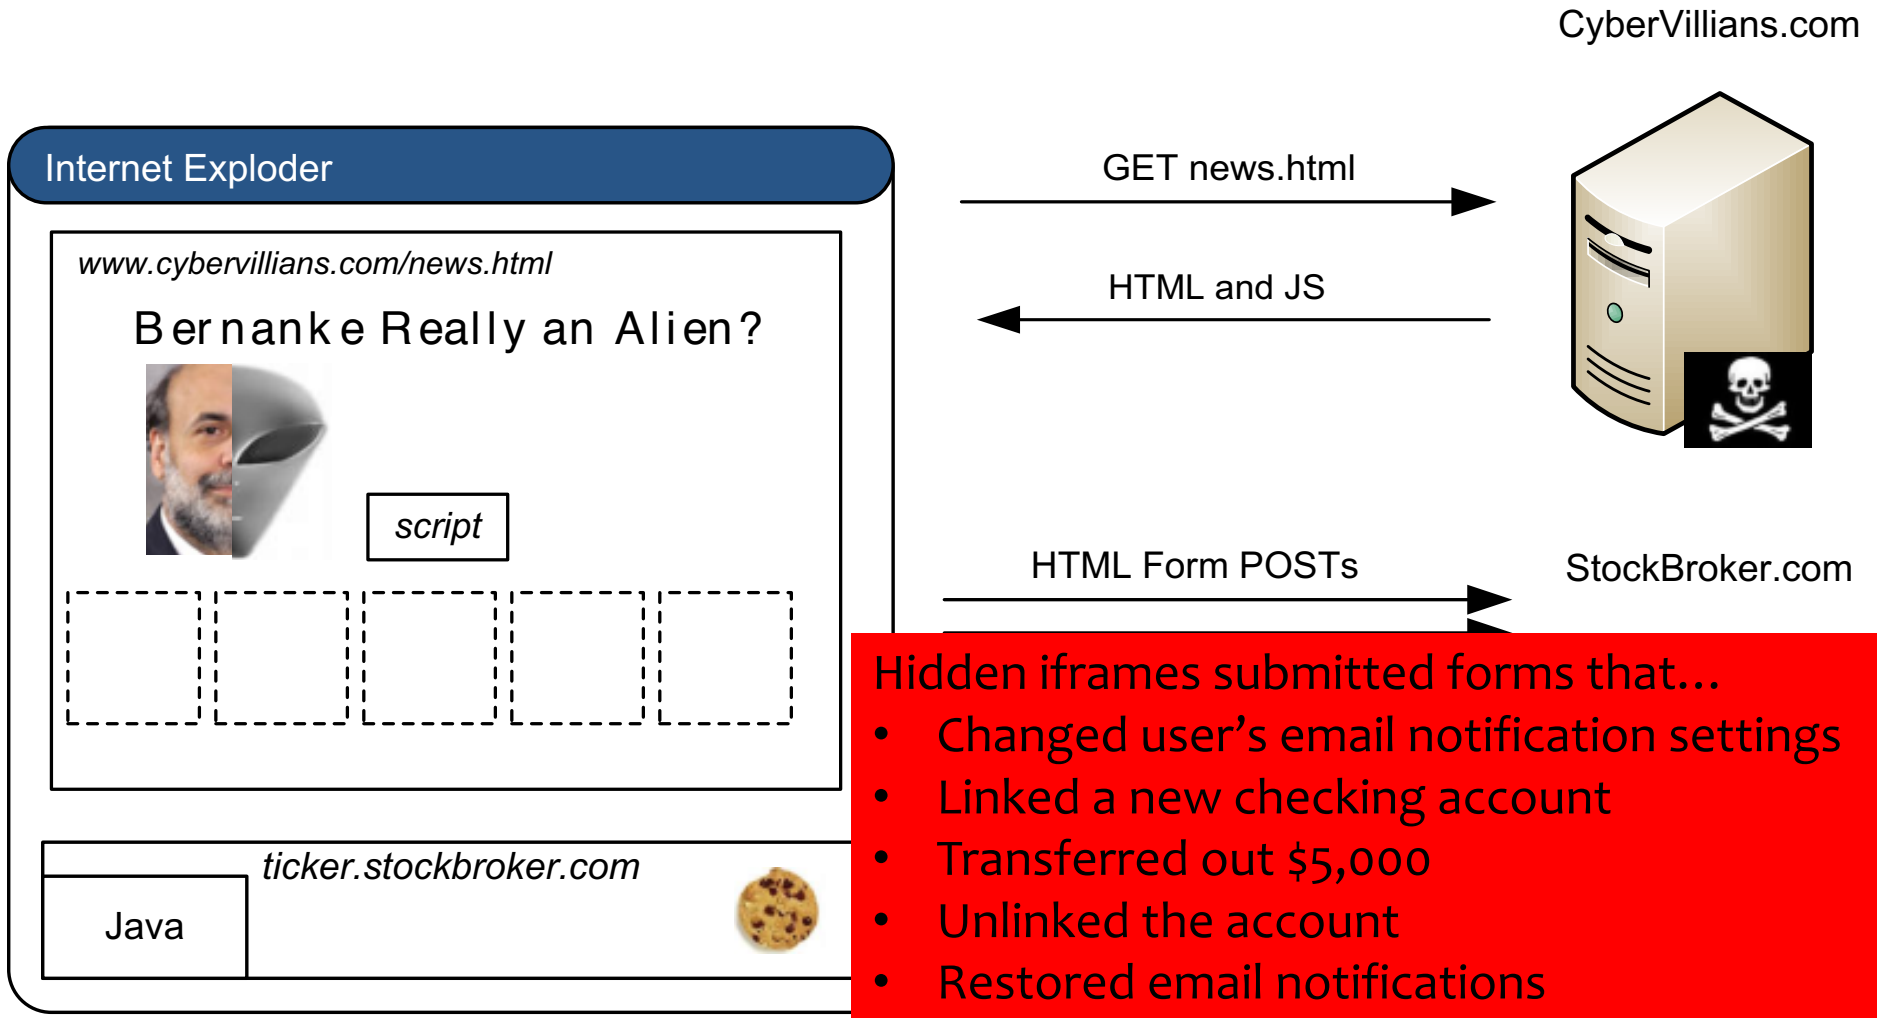 CyberVillians.com
Internet Exploder
GET news.html
www.cybervillians.com/news.html
HTML and JS
Bernanke Really an Alien?
script
HTML Form POSTs
StockBroker.com
Hidden iframes submitted forms that…
• Changed user’s email notification settings
• Linked a new checking account
• Transferred out $5,000
• Unlinked the account
• Restored email notifications
ticker.stockbroker.com
Java